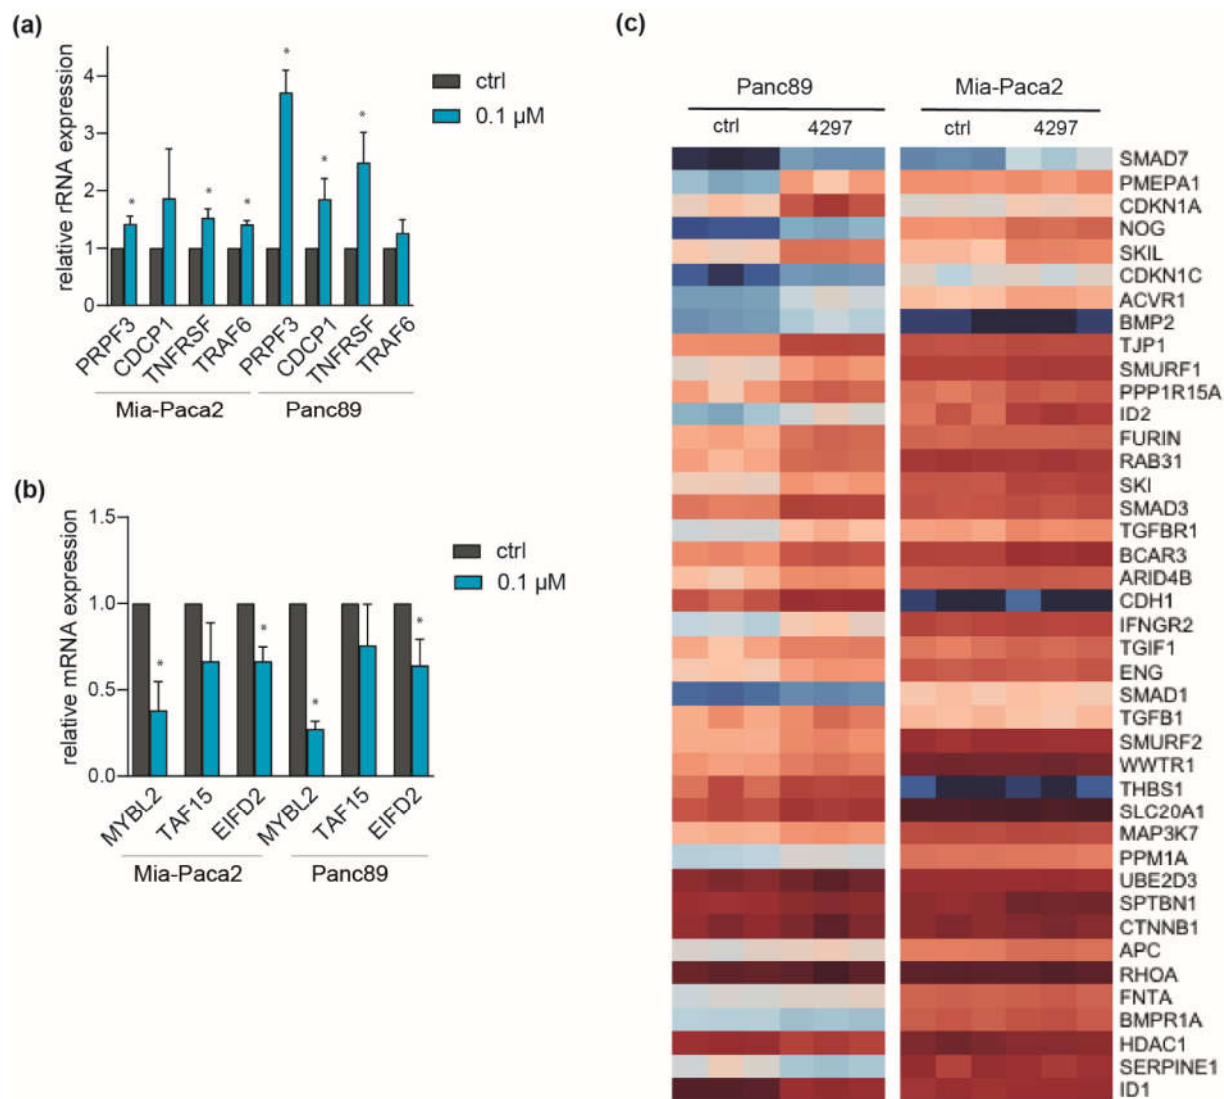 (a)
relative rRNA expression
4
3
2
1
0
ctrl
0.1 µM
*
*
*
*
*
*
PRPF3
CDCP1
TNFRSF
TRAF6
PRPF3
CDCP1
TNFRSF
TRAF6
Mia-Paca2
Panc89
(b)
relative mRNA expression
1.5
1.0
0.5
0.0
ctrl
0.1 µM
*
*
*
*
MYBL2
TAF15
EIFD2
MYBL2
TAF15
EIFD2
Mia-Paca2
Panc89
(c)
Panc89
Mia-Paca2
ctrl
4297
ctrl
4297
SMAD7
PMEPA1
CDKN1A
NOG
SKIL
CDKN1C
ACVR1
BMP2
TJP1
SMURF1
PPP1R15A
ID2
FURIN
RAB31
SKI
SMAD3
TGFBR1
BCAR3
ARID4B
CDH1
IFNGR2
TGIF1
ENG
SMAD1
TGFB1
SMURF2
WWTR1
THBS1
SLC20A1
MAP3K7
PPM1A
UBE2D3
SPTBN1
CTNNB1
APC
RHOA
FNTA
BMPR1A
HDAC1
SERPINE1
ID1